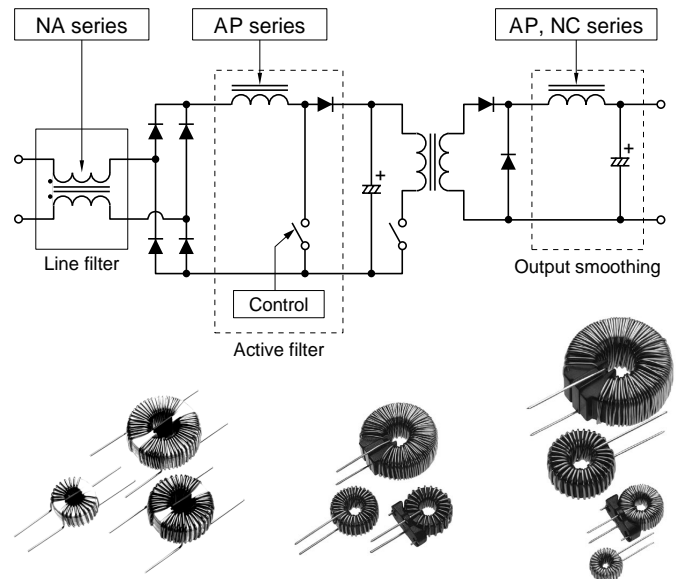 NA series
AP series
AP, NC series
+
+
Line filter
Control
Output smoothing
Active filter